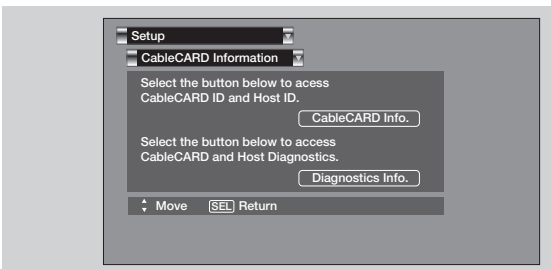 Setup
CableCARD Information
Select the button below to acess
CableCARD ID and Host ID.
CableCARD Info.
Select the button below to access
CableCARD and Host Diagnostics.
Diagnostics Info.
Move SEL Return